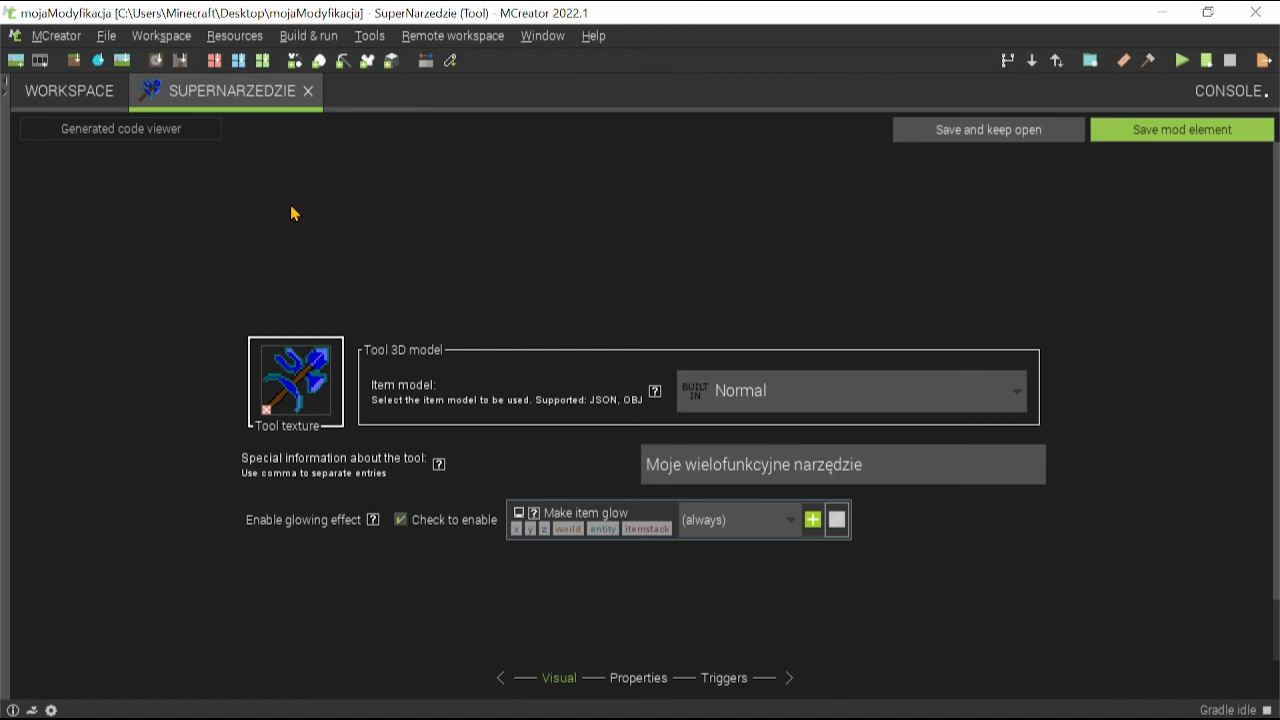 mojaModyfikacja [C:\Users\Minecraft\Desktop\mojaModyfikacja] - SuperNarzedzie (Tool) - MCreator 2022.1
MCreator File Workspace Resources Build & run Tools Remote workspace Window Help
WORKSPACE SUPERNARZEDZIE CONSOLE
Generated code viewer Save and keep open Save mod element
Tool 3D model
Item model:
Select the item model to be used. Supported: JSON, OBJ
BUILT IN Normal
Tool texture
Special information about the tool:
Use comma to separate entries
Moje wielofunkcyjne narzędzie
Enable glowing effect ? Check to enable
? Make item glow
x y z world entity itemstack
(always)
Visual Properties Triggers
Gradle idle